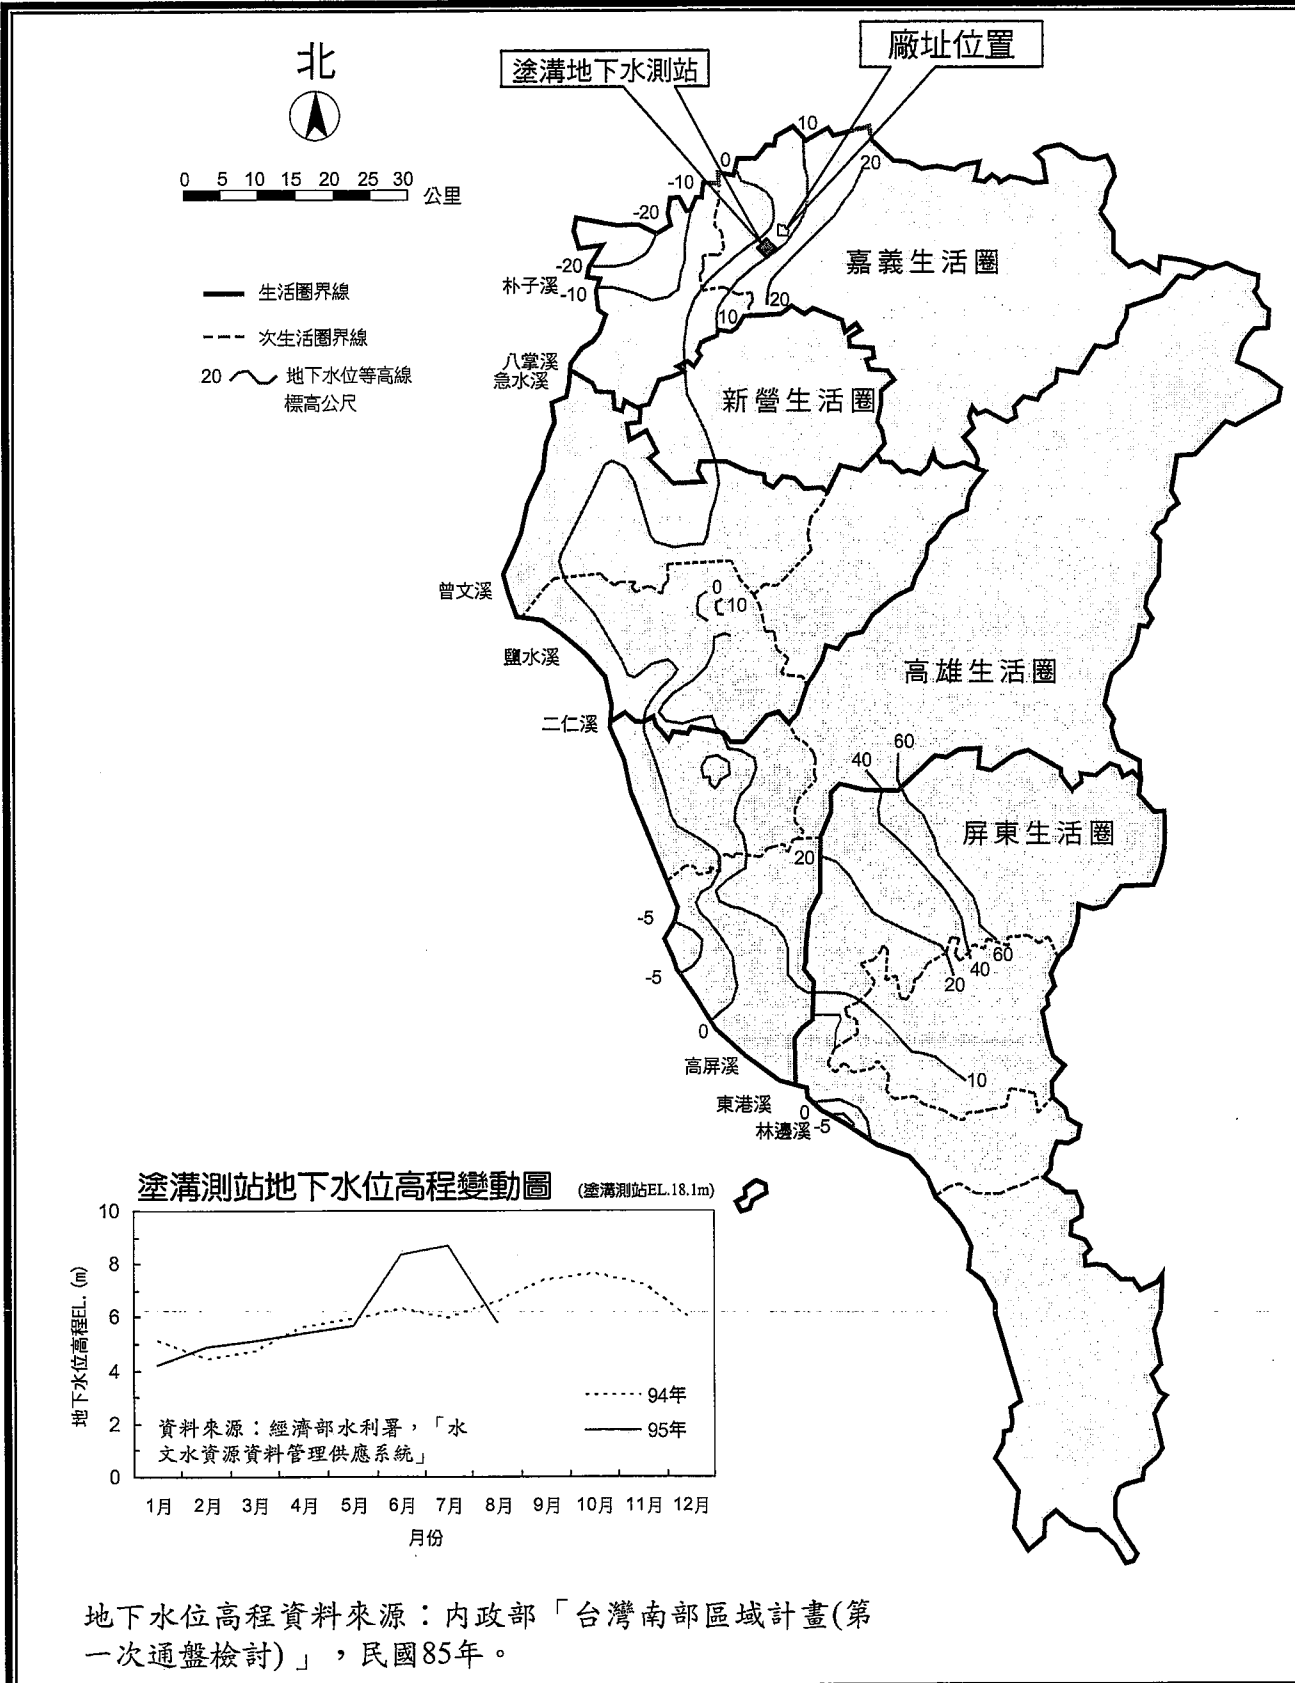 北
塗溝地下水測站
廠址位置
0 5 10 15 20 25 30 公里
生活圈界線
次生活圈界線
20 地下水位等高線
標高公尺
10
0
20
-10
-20
-20
-10
朴子溪
嘉義生活圈
20
10
八掌溪
急水溪
新營生活圈
曾文溪
0
10
鹽水溪
高雄生活圈
二仁溪
60
40
屏東生活圈
20
-5
60
40
20
-5
0
高屏溪
10
東港溪
0
林邊溪
-5
塗溝測站地下水位高程變動圖 (塗溝測站EL.18.1m)
地下水位高程EL. (m)
10
8
6
4
2
0
94年
95年
資料來源：經濟部水利署，「水
文水資源資料管理供應系統」
1月 2月 3月 4月 5月 6月 7月 8月 9月 10月 11月 12月
月份
地下水位高程資料來源：內政部「台灣南部區域計畫(第
一次通盤檢討)」，民國85年。